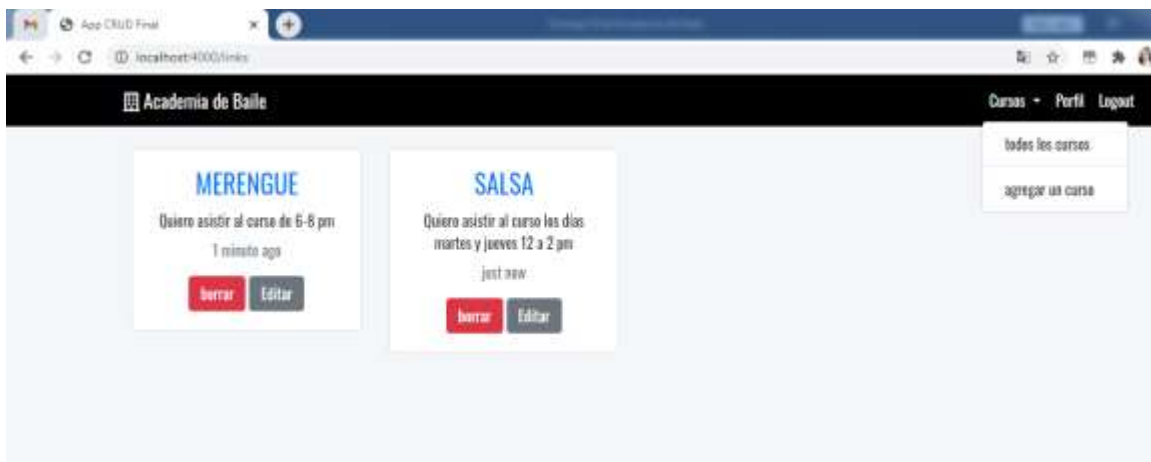 App CRUD Final
localhost:4000/links
Academia de Baile
Cursos Perfil Logout
todos los cursos
agregar un curso
MERENGUE
Quiero asistir al curso de 6-8 pm
1 minute ago
borrar Editar
SALSA
Quiero asistir al curso los días
martes y jueves 12 a 2 pm
just now
borrar Editar